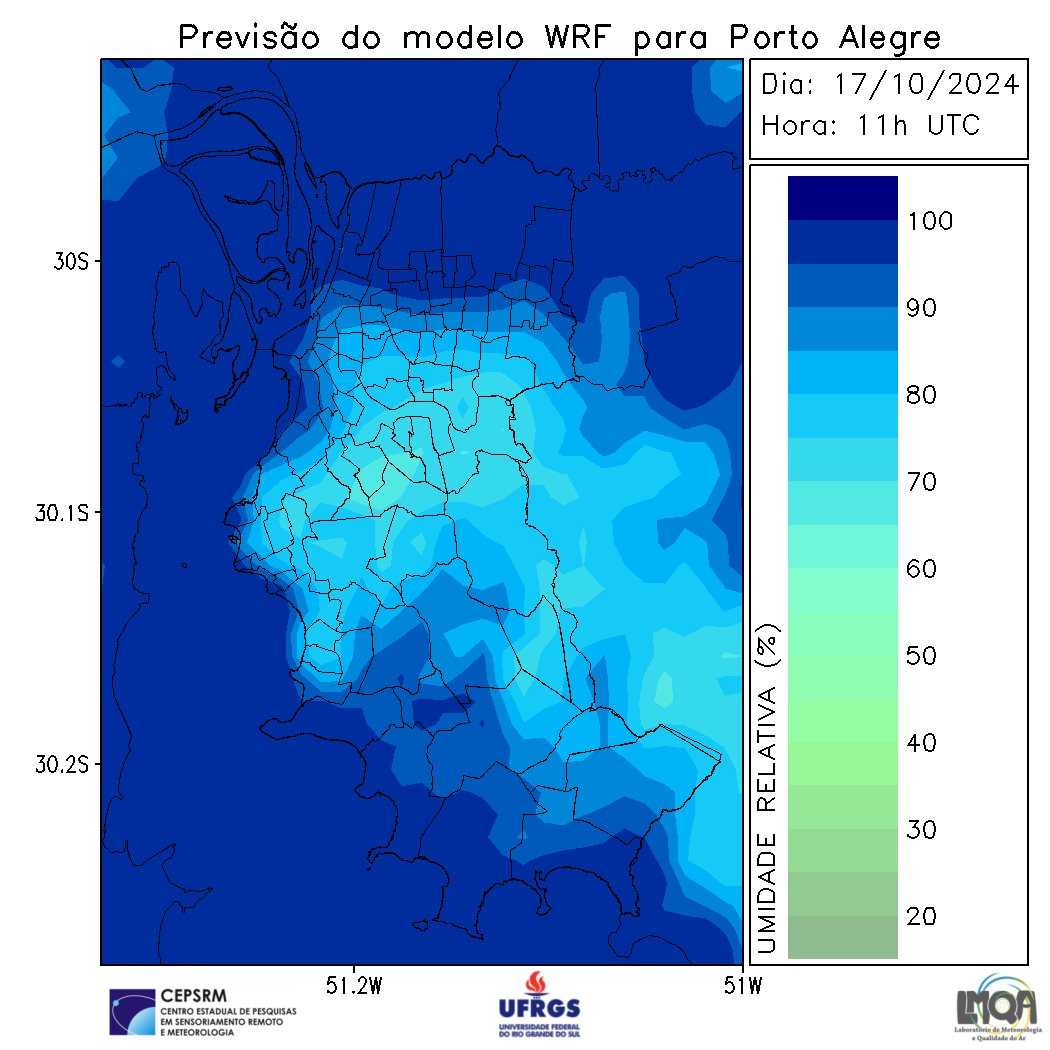 Previsão do modelo WRF para Porto Alegre
Dia: 17/10/2024
Hora: 11h UTC
30S
30.1S
30.2S
51.2W
51W
100
90
80
70
60
50
40
30
20
UMIDADE RELATIVA (%)
CEPSRM
CENTRO ESTADUAL DE PESQUISAS
EM SENSORIAMENTO REMOTO
E METEOROLOGIA
UFRGS
UNIVERSIDADE FEDERAL
DO RIO GRANDE DO SUL
LMQA
Laboratório de Meteorologia
e Qualidade do Ar